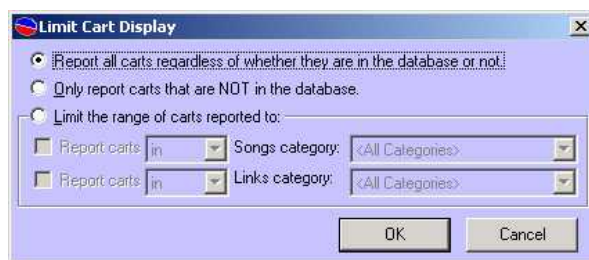 Limit Cart Display
Report all carts regardless of whether they are in the database or not.
Only report carts that are NOT in the database.
Limit the range of carts reported to:
Report carts in Songs category: <All Categories>
Report carts in Links category: <All Categories>
OK Cancel